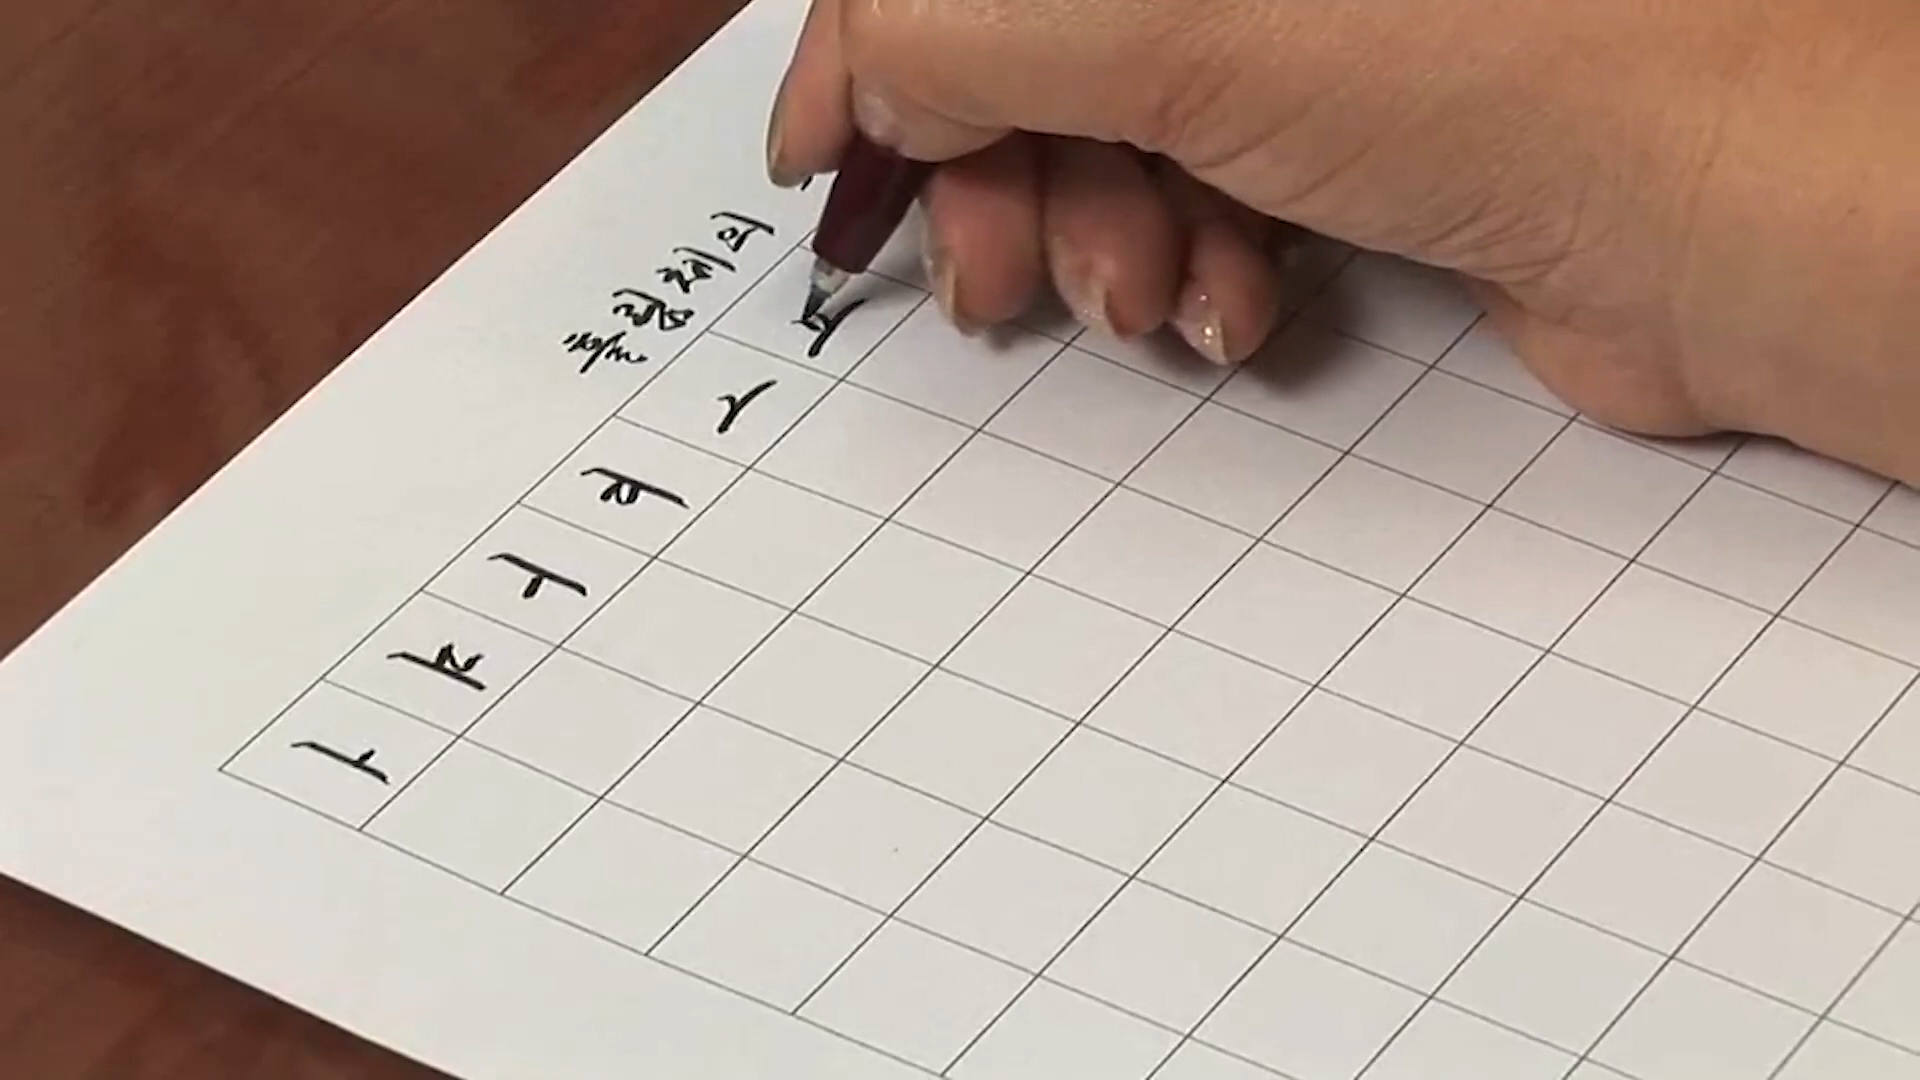 흘림체의
ㅏ ㅑ ㅓ ㅕ ㅗ ㅛ